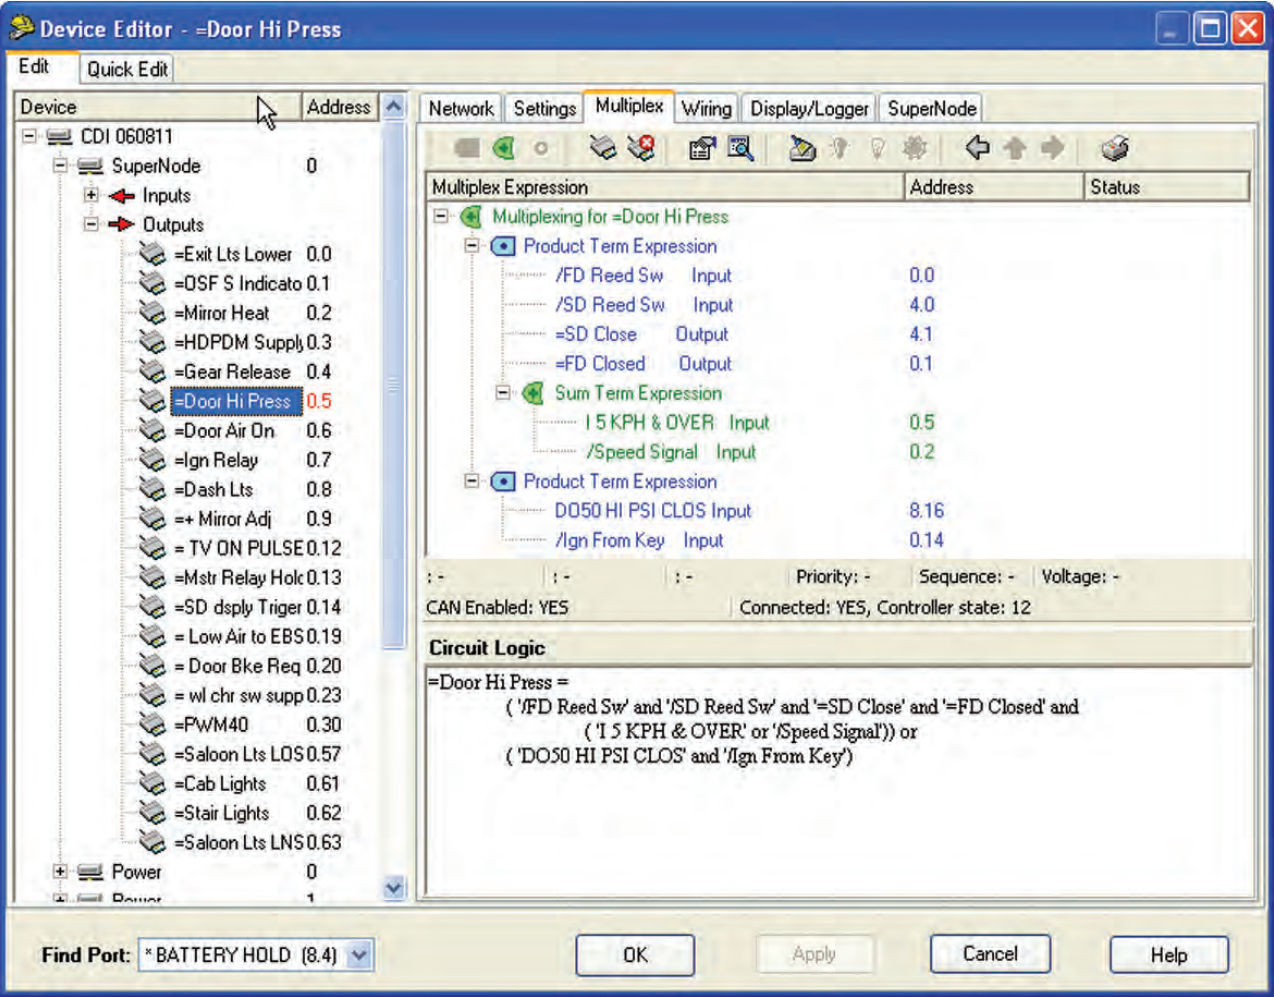 Device Editor - =Door Hi Press
Edit Quick Edit
Device Address
CDI 060811
SuperNode 0
Inputs
Outputs
=Exit Lts Lower 0.0
=OSF S Indicato 0.1
=Mirror Heat 0.2
=HDPDM Supply 0.3
=Gear Release 0.4
=Door Hi Press 0.5
=Door Air On 0.6
=Ign Relay 0.7
=Dash Lts 0.8
=+ Mirror Adj 0.9
= TV ON PULSE 0.12
=Mstr Relay Holc 0.13
=SD dsply Triger 0.14
= Low Air to EBS 0.19
= Door Bke Req 0.20
= wl chr sw supp 0.23
=PWM40 0.30
=Saloon Lts LOS 0.57
=Cab Lights 0.61
=Stair Lights 0.62
=Saloon Lts LNS 0.63
Power 0
Power 1
Network Settings Multiplex Wiring Display/Logger SuperNode
Multiplex Expression Address Status
Multiplexing for =Door Hi Press
Product Term Expression
/FD Reed Sw Input 0.0
/SD Reed Sw Input 4.0
=SD Close Output 4.1
=FD Closed Output 0.1
Sum Term Expression
I 5 KPH & OVER Input 0.5
/Speed Signal Input 0.2
Product Term Expression
DO50 HI PSI CLOS Input 8.16
/Ign From Key Input 0.14
: - : - : - Priority: - Sequence: - Voltage: -
CAN Enabled: YES Connected: YES, Controller state: 12
Circuit Logic
=Door Hi Press =
( '/FD Reed Sw' and '/SD Reed Sw' and '=SD Close' and '=FD Closed' and
( 'I 5 KPH & OVER' or '/Speed Signal')) or
( 'DO50 HI PSI CLOS' and '/Ign From Key')
Find Port: * BATTERY HOLD (8.4) OK Apply Cancel Help